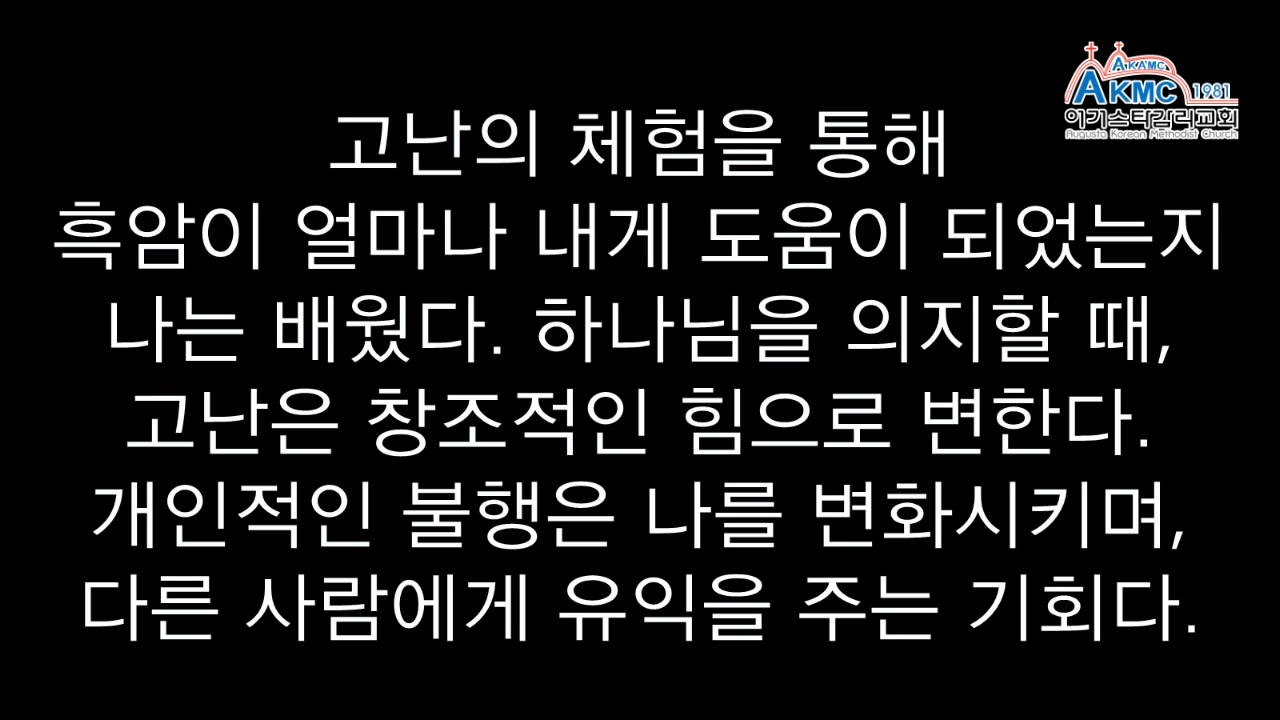 AKAMC
AKMC 1981
어거스타감리교회
Augusta Korean Methodist Church
고난의 체험을 통해
흑암이 얼마나 내게 도움이 되었는지
나는 배웠다. 하나님을 의지할 때,
고난은 창조적인 힘으로 변한다.
개인적인 불행은 나를 변화시키며,
다른 사람에게 유익을 주는 기회다.